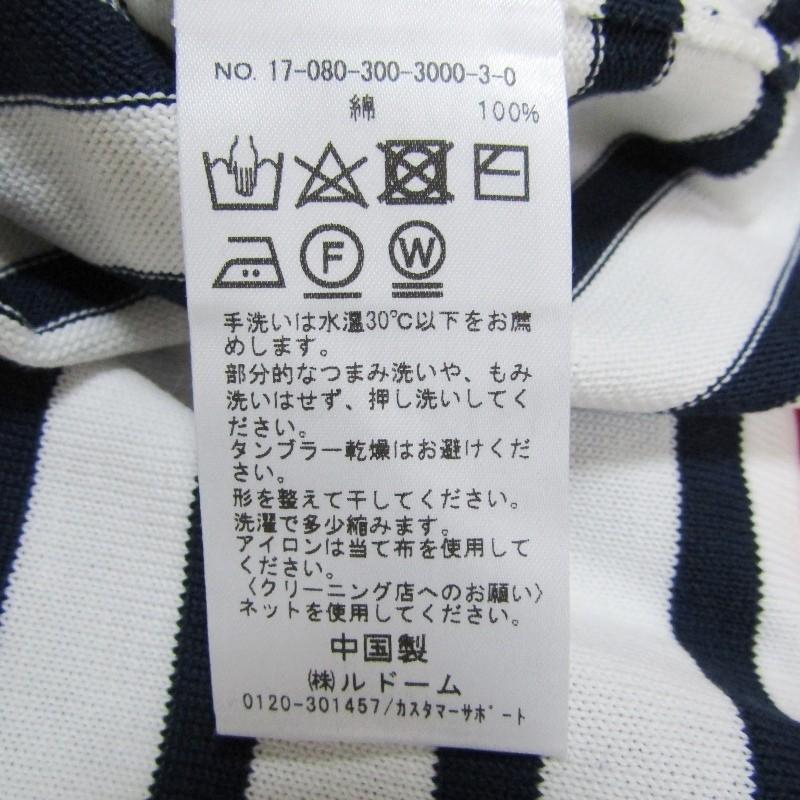 NO. 17-080-300-3000-3-0
綿 100%
F W
手洗いは水温30℃以下をお薦
めします。
部分的なつまみ洗いや、もみ
洗いはせず、押し洗いしてく
ださい。
タンブラー乾燥はお避けくだ
さい。
形を整えて干してください。
洗濯で多少縮みます。
アイロンは当て布を使用して
ください。
〈クリーニング店へのお願い〉
ネットを使用してください。
中国製
㈱ルドーム
0120-301457/ｶｽﾀﾏｰｻﾎﾟｰﾄ